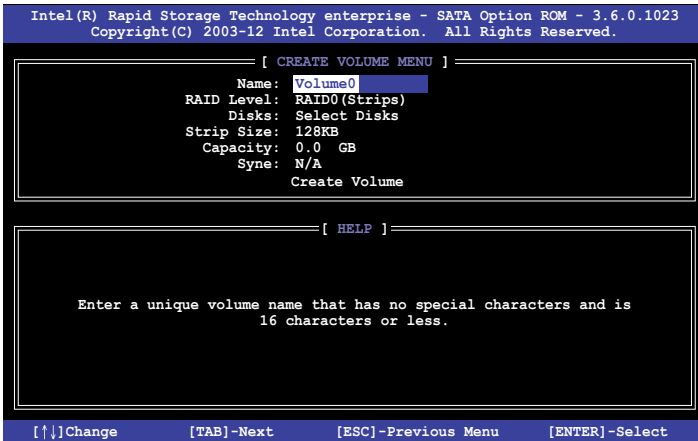 Intel(R) Rapid Storage Technology enterprise - SATA Option ROM - 3.6.0.1023
Copyright(C) 2003-12 Intel Corporation. All Rights Reserved.
[ CREATE VOLUME MENU ]
Name: Volume0
RAID Level: RAID0(Strips)
Disks: Select Disks
Strip Size: 128KB
Capacity: 0.0 GB
Syne: N/A
Create Volume
[ HELP ]
Enter a unique volume name that has no special characters and is
16 characters or less.
[↑↓]Change [TAB]-Next [ESC]-Previous Menu [ENTER]-Select